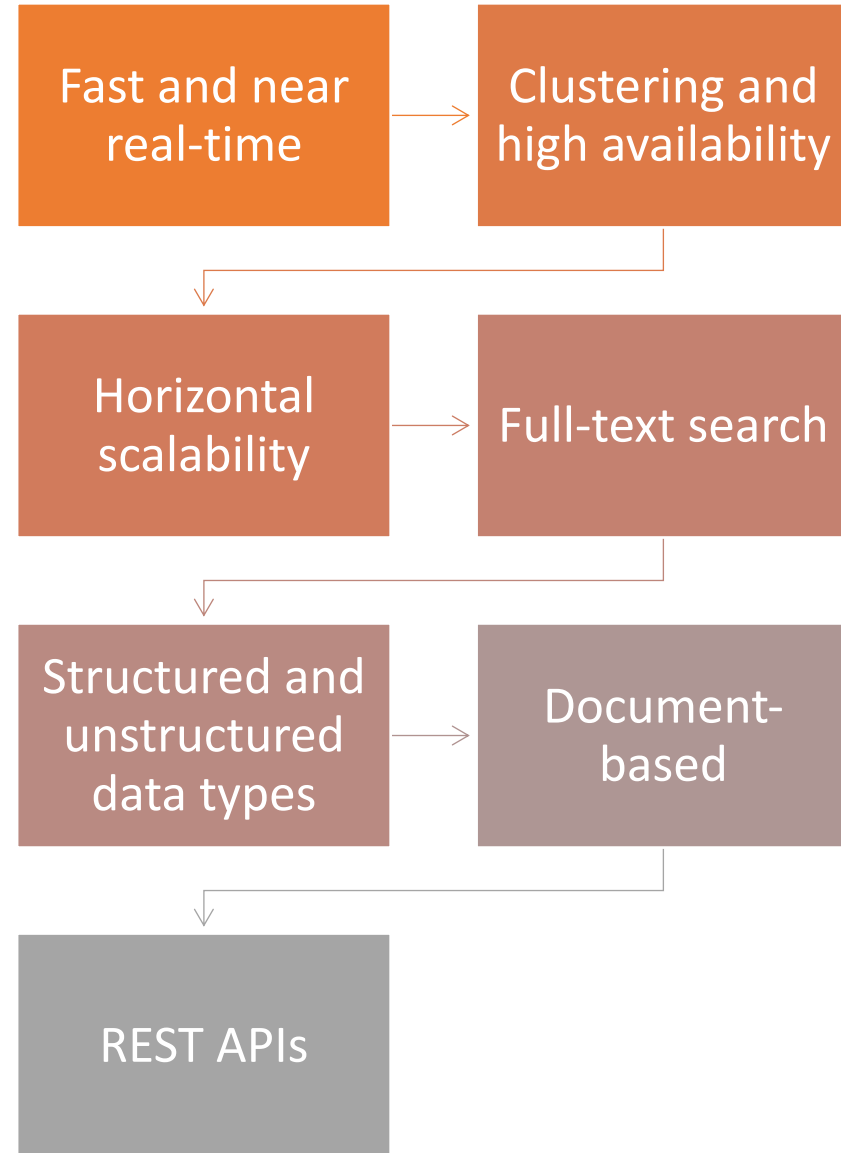 Fast and near
real-time
Clustering and
high availability
Horizontal
scalability
Full-text search
Structured and
unstructured
data types
Document-
based
REST APIs